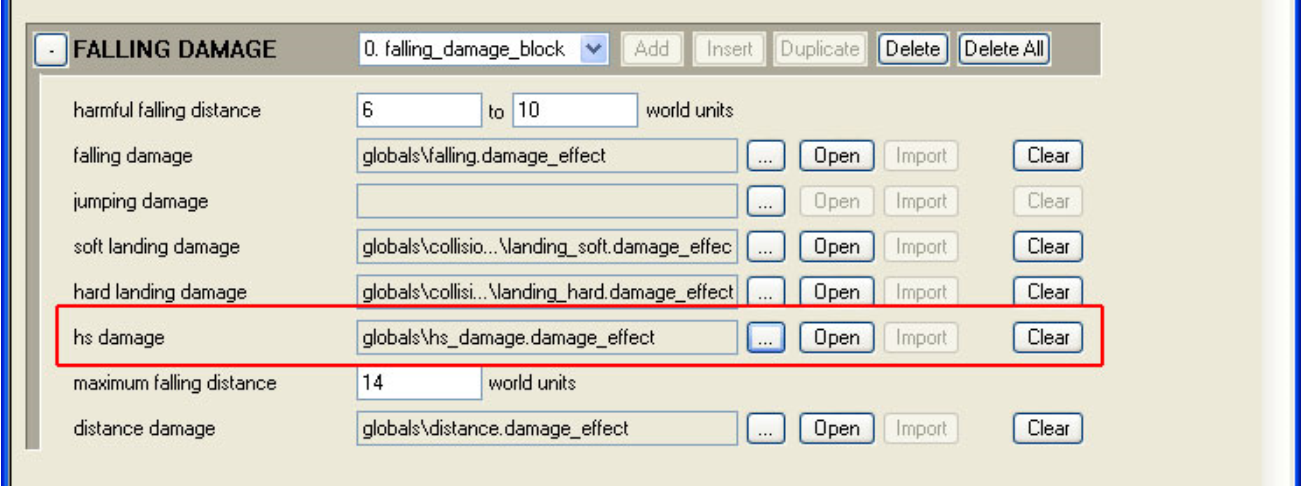 - FALLING DAMAGE 0. falling_damage_block Add Insert Duplicate Delete Delete All
harmful falling distance 6 to 10 world units
falling damage globals\falling.damage_effect ... Open Import Clear
jumping damage ... Open Import Clear
soft landing damage globals\collisio...\landing_soft.damage_effec ... Open Import Clear
hard landing damage globals\collisi...\landing_hard.damage_effect ... Open Import Clear
hs damage globals\hs_damage.damage_effect ... Open Import Clear
maximum falling distance 14 world units
distance damage globals\distance.damage_effect ... Open Import Clear